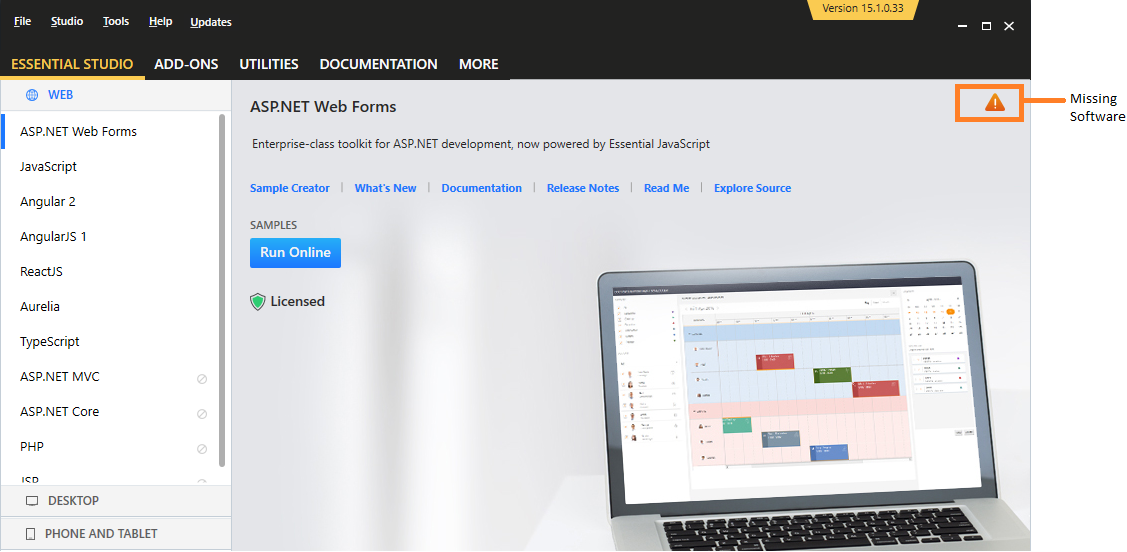 Version 15.1.0.33
File Studio Tools Help Updates
ESSENTIAL STUDIO ADD-ONS UTILITIES DOCUMENTATION MORE
WEB
ASP.NET Web Forms
JavaScript
Angular 2
AngularJS 1
ReactJS
Aurelia
TypeScript
ASP.NET MVC
ASP.NET Core
PHP
JSP
DESKTOP
PHONE AND TABLET
ASP.NET Web Forms
Enterprise-class toolkit for ASP.NET development, now powered by Essential JavaScript
Sample Creator | What's New | Documentation | Release Notes | Read Me | Explore Source
SAMPLES
Run Online
Licensed
Missing
Software